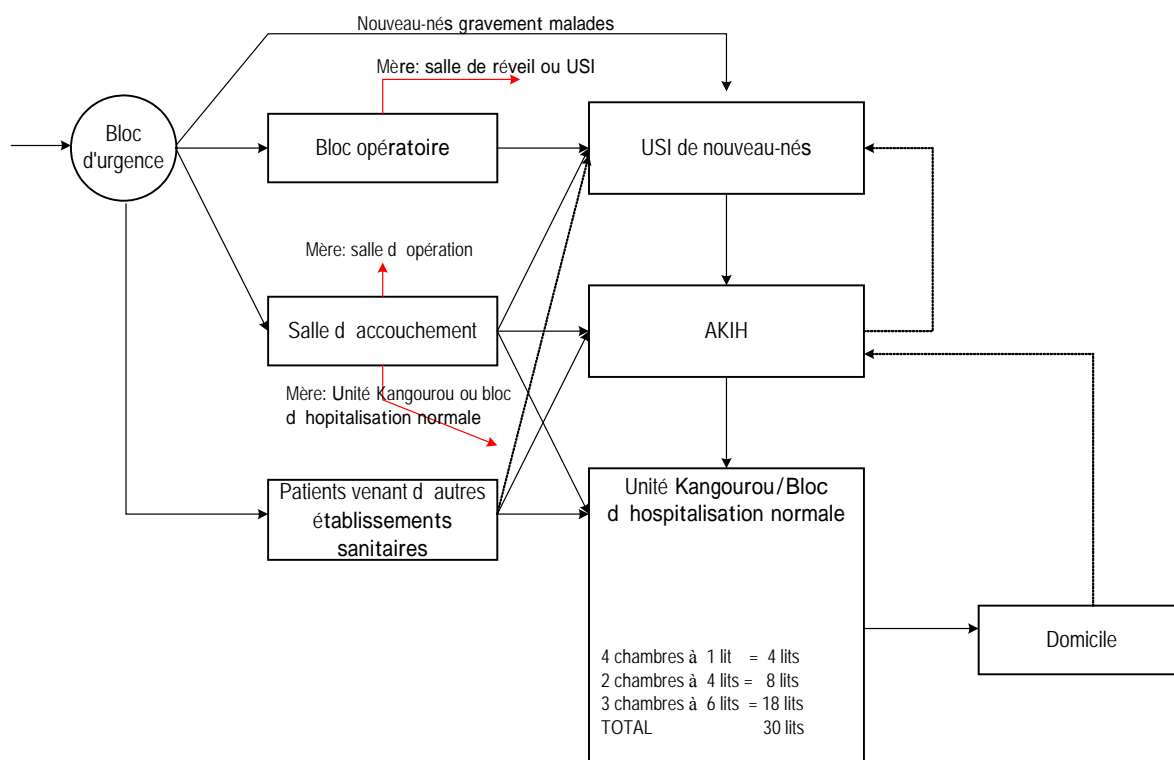 Nouveau-nés gravement malades
Mère: salle de réveil ou USI
Bloc
d'urgence
Bloc opératoire
USI de nouveau-nés
Mère: salle d opération
Salle d accouchement
AKIH
Mère: Unité Kangourou ou bloc
d hopitalisation normale
Patients venant d autres
établissements
sanitaires
Unité Kangourou/Bloc
d hospitalisation normale
4 chambres à 1 lit = 4 lits
2 chambres à 4 lits = 8 lits
3 chambres à 6 lits = 18 lits
TOTAL 30 lits
Domicile